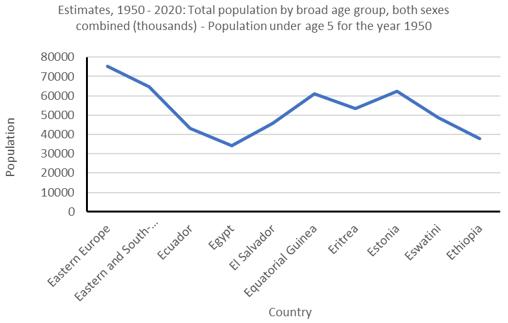 Estimates, 1950 - 2020: Total population by broad age group, both sexes
combined (thousands) - Population under age 5 for the year 1950
80000
70000
60000
50000
40000
30000
20000
10000
0
Population
Eastern Europe
Eastern and South-...
Ecuador
Egypt
El Salvador
Equatorial Guinea
Eritrea
Estonia
Eswatini
Ethiopia
Country